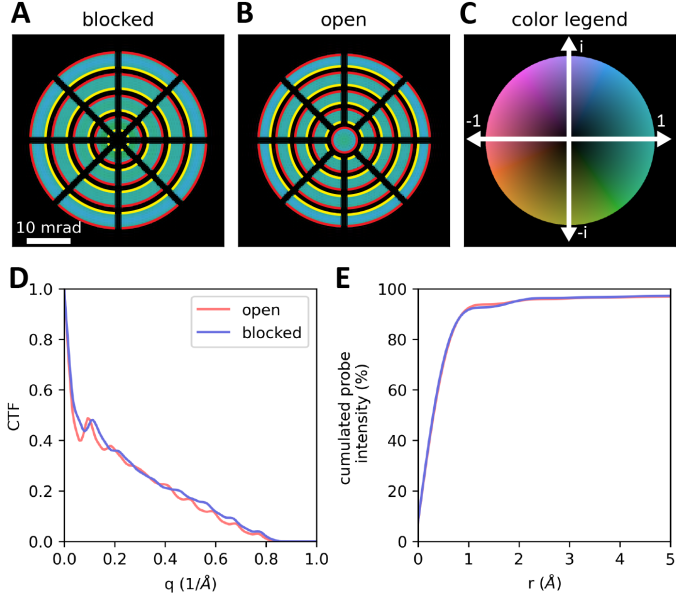 A blocked
B open
C color legend
i
-1
1
-i
10 mrad
D
1.0
0.8
0.6
0.4
0.2
0.0
CTF
open
blocked
0.0 0.2 0.4 0.6 0.8 1.0
q (1/Å)
E
100
80
60
40
20
0
cumulated probe
intensity (%)
0 1 2 3 4 5
r (Å)